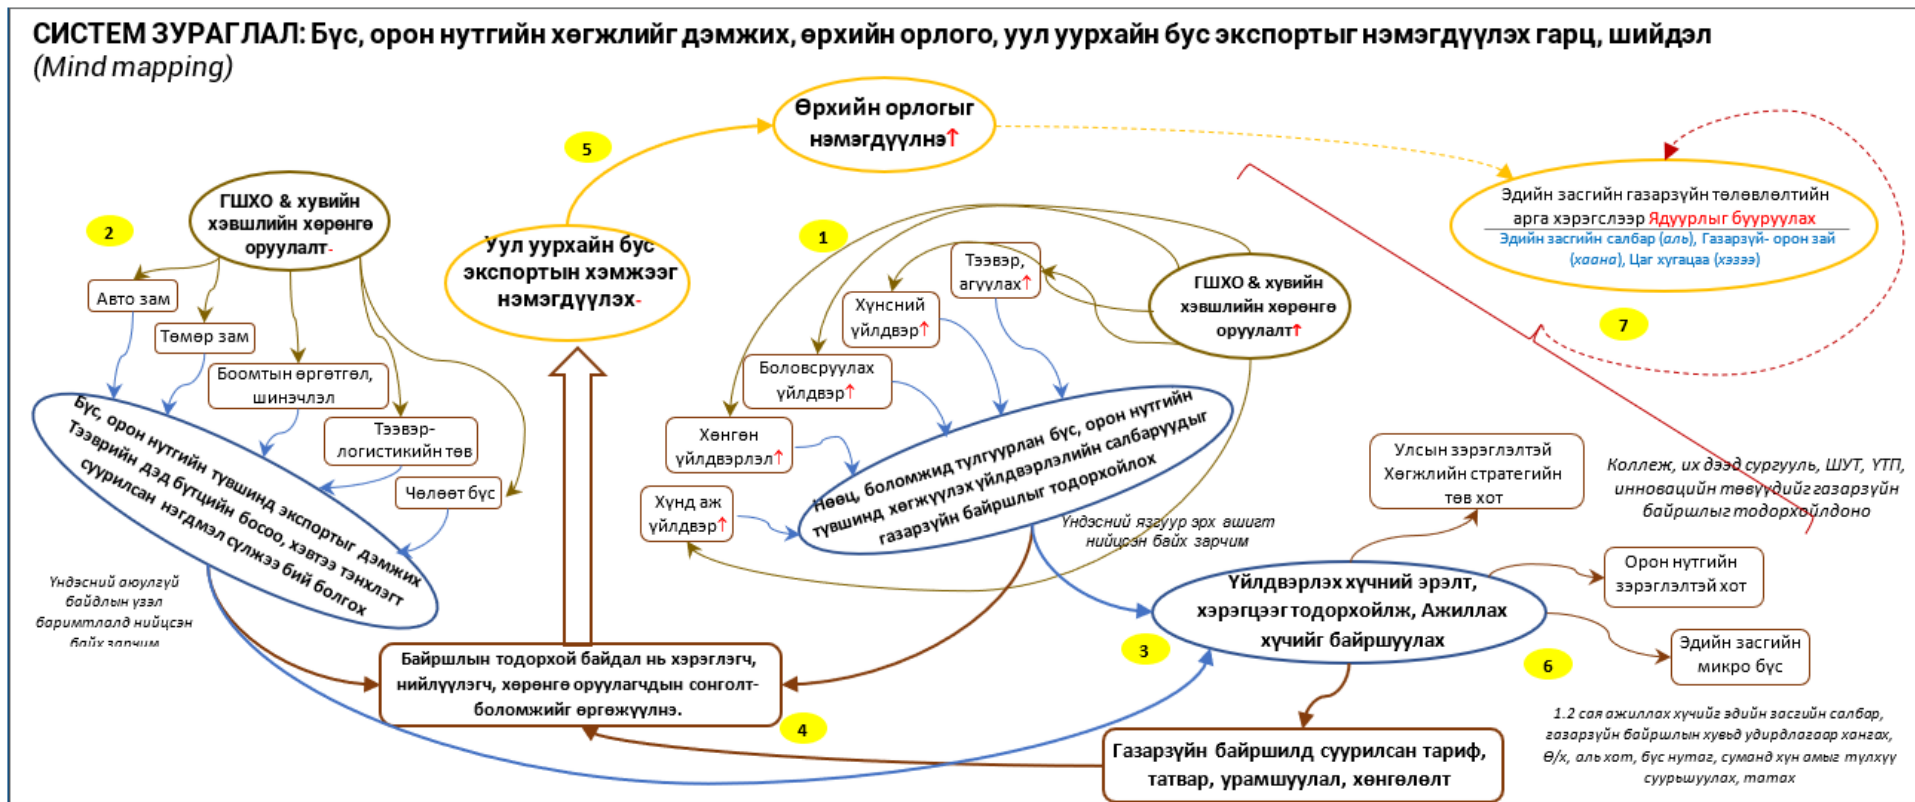 СИСТЕМ ЗУРАГЛАЛ: Бүс, орон нутгийн хөгжлийг дэмжих, өрхийн орлого, уул уурхайн бус экспортыг нэмэгдүүлэх гарц, шийдэл
(Mind mapping)
Өрхийн орлогыг
нэмэгдүүлнэ↑
5
ГШХО & хувийн
хэвшлийн хөрөнгө
оруулалт-
2
Авто зам
Төмөр зам
Боомтын өргөтгөл,
шинэчлэл
Тээвэр-
логистикийн төв
Чөлөөт бүс
Бүс, орон нутгийн түвшинд экспортыг дэмжих
Тээврийн дэд бүтцийн босоо, хэвтээ тэнхлэгт
суурилсан нэгдмэл сүлжээ бий болгох
Үндэсний аюулгүй
байдлын үзэл
баримтлалд нийцсэн
байх зарчим
Уул уурхайн бус
экспортын хэмжээг
нэмэгдүүлэх-
1
Тээвэр,
агуулах↑
Хүнсний
үйлдвэр↑
Боловсруулах
үйлдвэр↑
Хөнгөн
үйлдвэрлэл↑
Хүнд аж
үйлдвэр↑
ГШХО & хувийн
хэвшлийн хөрөнгө
оруулалт↑
Нөөц, боломжид тулгуурлан бүс, орон нутгийн
түвшинд хөгжүүлэх үйлдвэрлэлийн салбаруудыг
газарзүйн байршлыг тодорхойлох
Үндэсний язгуур эрх ашигт
нийцсэн байх зарчим
Эдийн засгийн газарзүйн төлөвлөлтийн
арга хэрэгслээр Ядуурлыг бууруулах
Эдийн засгийн салбар (аль), Газарзүй- орон зай
(хаана), Цаг хугацаа (хэзээ)
7
Улсын зэрэглэлтэй
Хөгжлийн стратегийн
төв хот
Коллеж, их дээд сургууль, ШУТ, ҮТП,
инновацийн төвүүдийг газарзүйн
байршлыг тодорхойлдоно
Орон нутгийн
зэрэглэлтэй хот
Эдийн засгийн
микро бүс
Үйлдвэрлэх хүчний эрэлт,
хэрэгцээг тодорхойлж, Ажиллах
хүчийг байршуулах
3
6
Байршлын тодорхой байдал нь хэрэглэгч,
нийлүүлэгч, хөрөнгө оруулагчдын сонголт-
боломжийг өргөжүүлнэ.
4
Газарзүйн байршилд суурилсан тариф,
татвар, урамшуулал, хөнгөлөлт
1.2 сая ажиллах хүчийг эдийн засгийн салбар,
газарзүйн байршлын хувьд удирдлагаар хангах,
Ө/х, аль хот, бүс нутаг, суманд хүн амыг түлхүү
суурьшуулах, татах